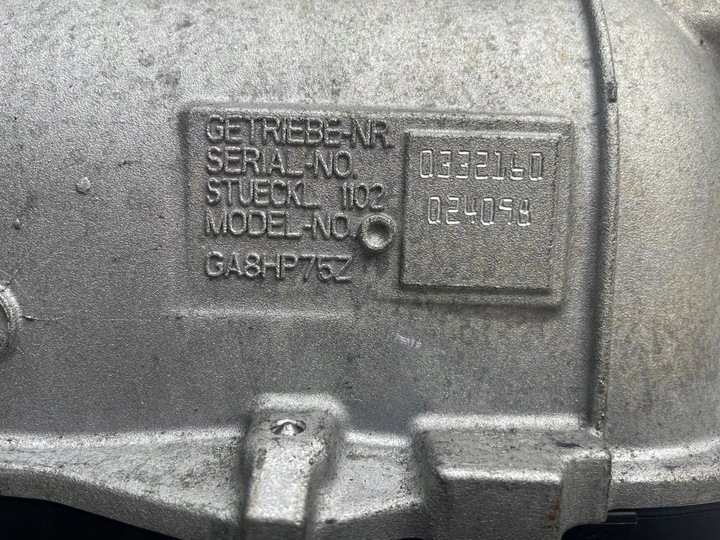 GETRIEBE-NR.
SERIAL-NO.
STUECKL. 1102
MODEL-NO.
GA8HP75Z
0332160
024098